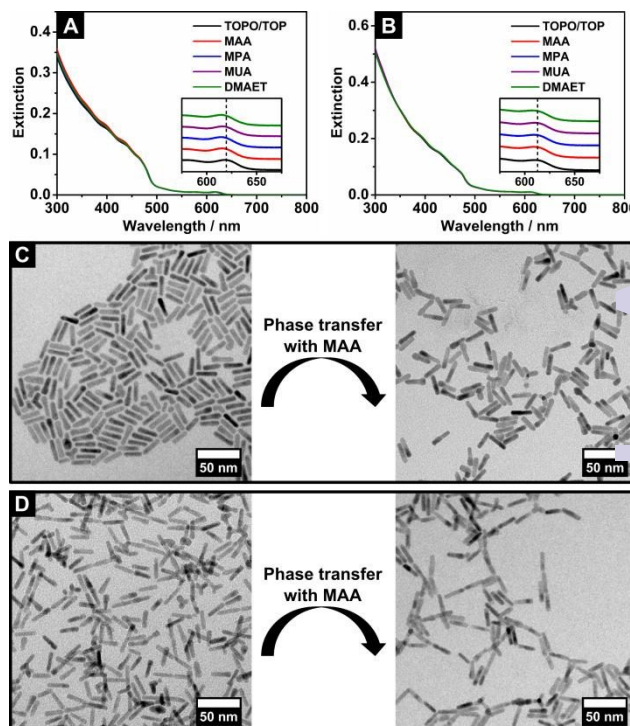 A
TOPO/TOP
MAA
MPA
MUA
DMAET
0.4
0.3
0.2
0.1
0.0
Extinction
600 650
300 400 500 600 700 800
Wavelength / nm
B
TOPO/TOP
MAA
MPA
MUA
DMAET
0.6
0.4
0.2
0.0
Extinction
600 650
300 400 500 600 700 800
Wavelength / nm
C
Phase transfer
with MAA
50 nm
50 nm
D
Phase transfer
with MAA
50 nm
50 nm